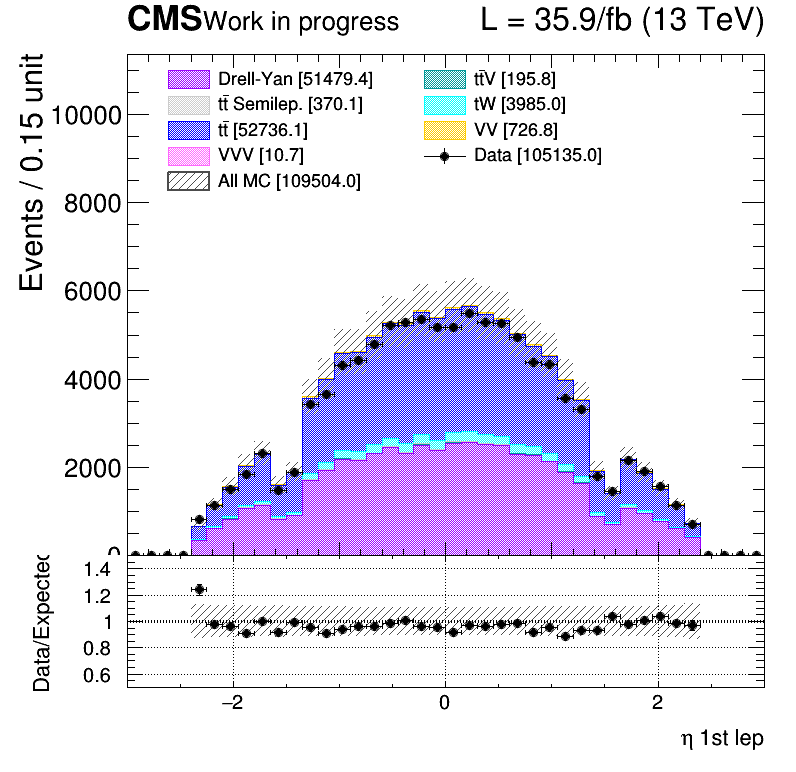 CMS Work in progress L = 35.9/fb (13 TeV)
Drell-Yan [51479.4] tt̄V [195.8]
tt̄ Semilep. [370.1] tW [3985.0]
tt̄ [52736.1] VV [726.8]
VVV [10.7] Data [105135.0]
All MC [109504.0]
Events / 0.15 unit
10000
8000
6000
4000
2000
0
Data/Expected
1.4
1.2
1
0.8
0.6
−2 0 2
η 1st lep